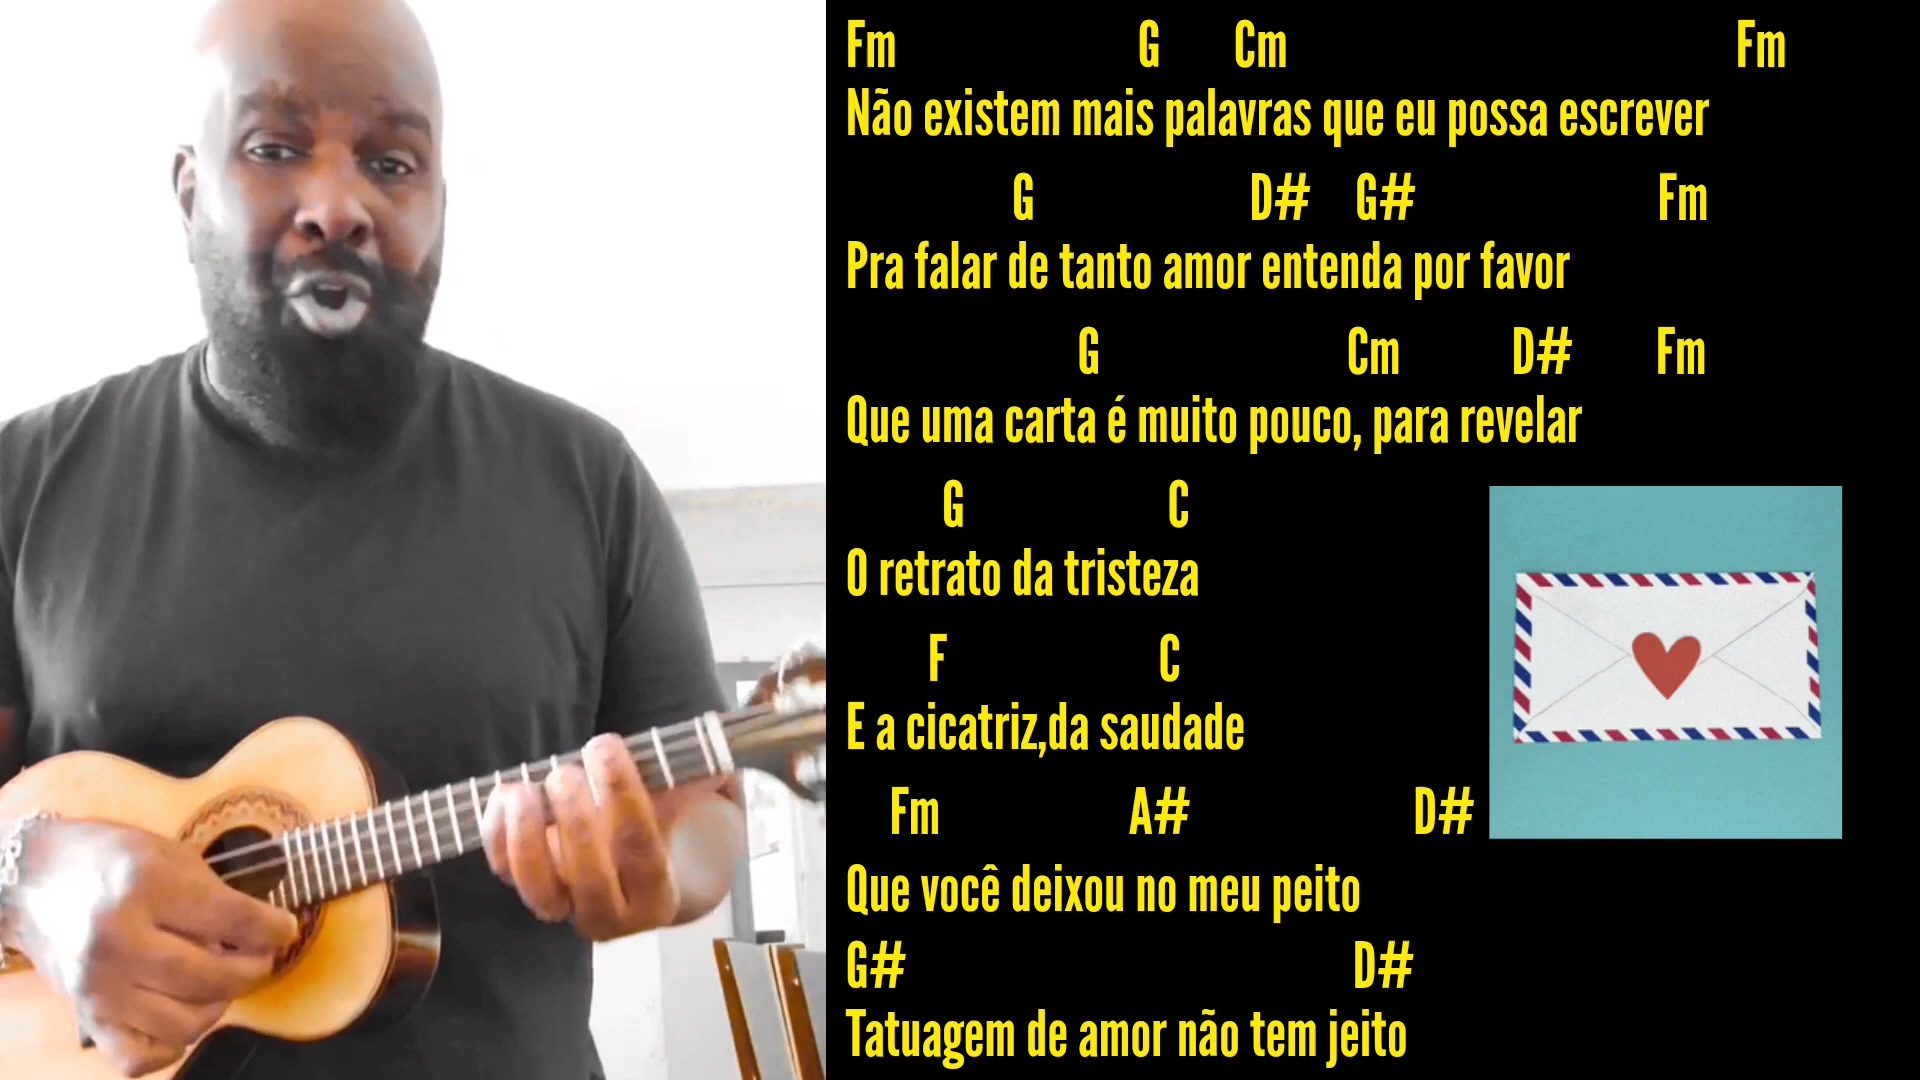 Fm G Cm Fm
Não existem mais palavras que eu possa escrever
G D# G# Fm
Pra falar de tanto amor entenda por favor
G Cm D# Fm
Que uma carta é muito pouco, para revelar
G C
O retrato da tristeza
F C
E a cicatriz,da saudade
Fm A# D#
Que você deixou no meu peito
G# D#
Tatuagem de amor não tem jeito